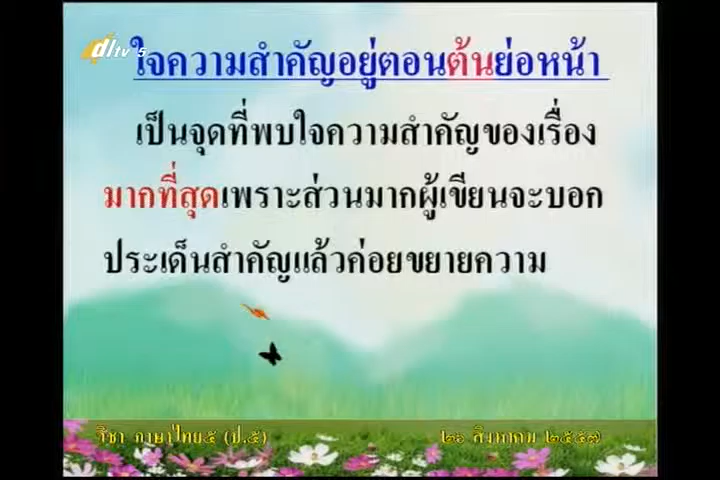 dltv 5
ใจความสำคัญอยู่ตอนต้นย่อหน้า
เป็นจุดที่พบใจความสำคัญของเรื่อง
มากที่สุดเพราะส่วนมากผู้เขียนจะบอก
ประเด็นสำคัญแล้วค่อยขยายความ
วิชา ภาษาไทย๕ (ป.๕)
๒๖ สิงหาคม ๒๕๕๗